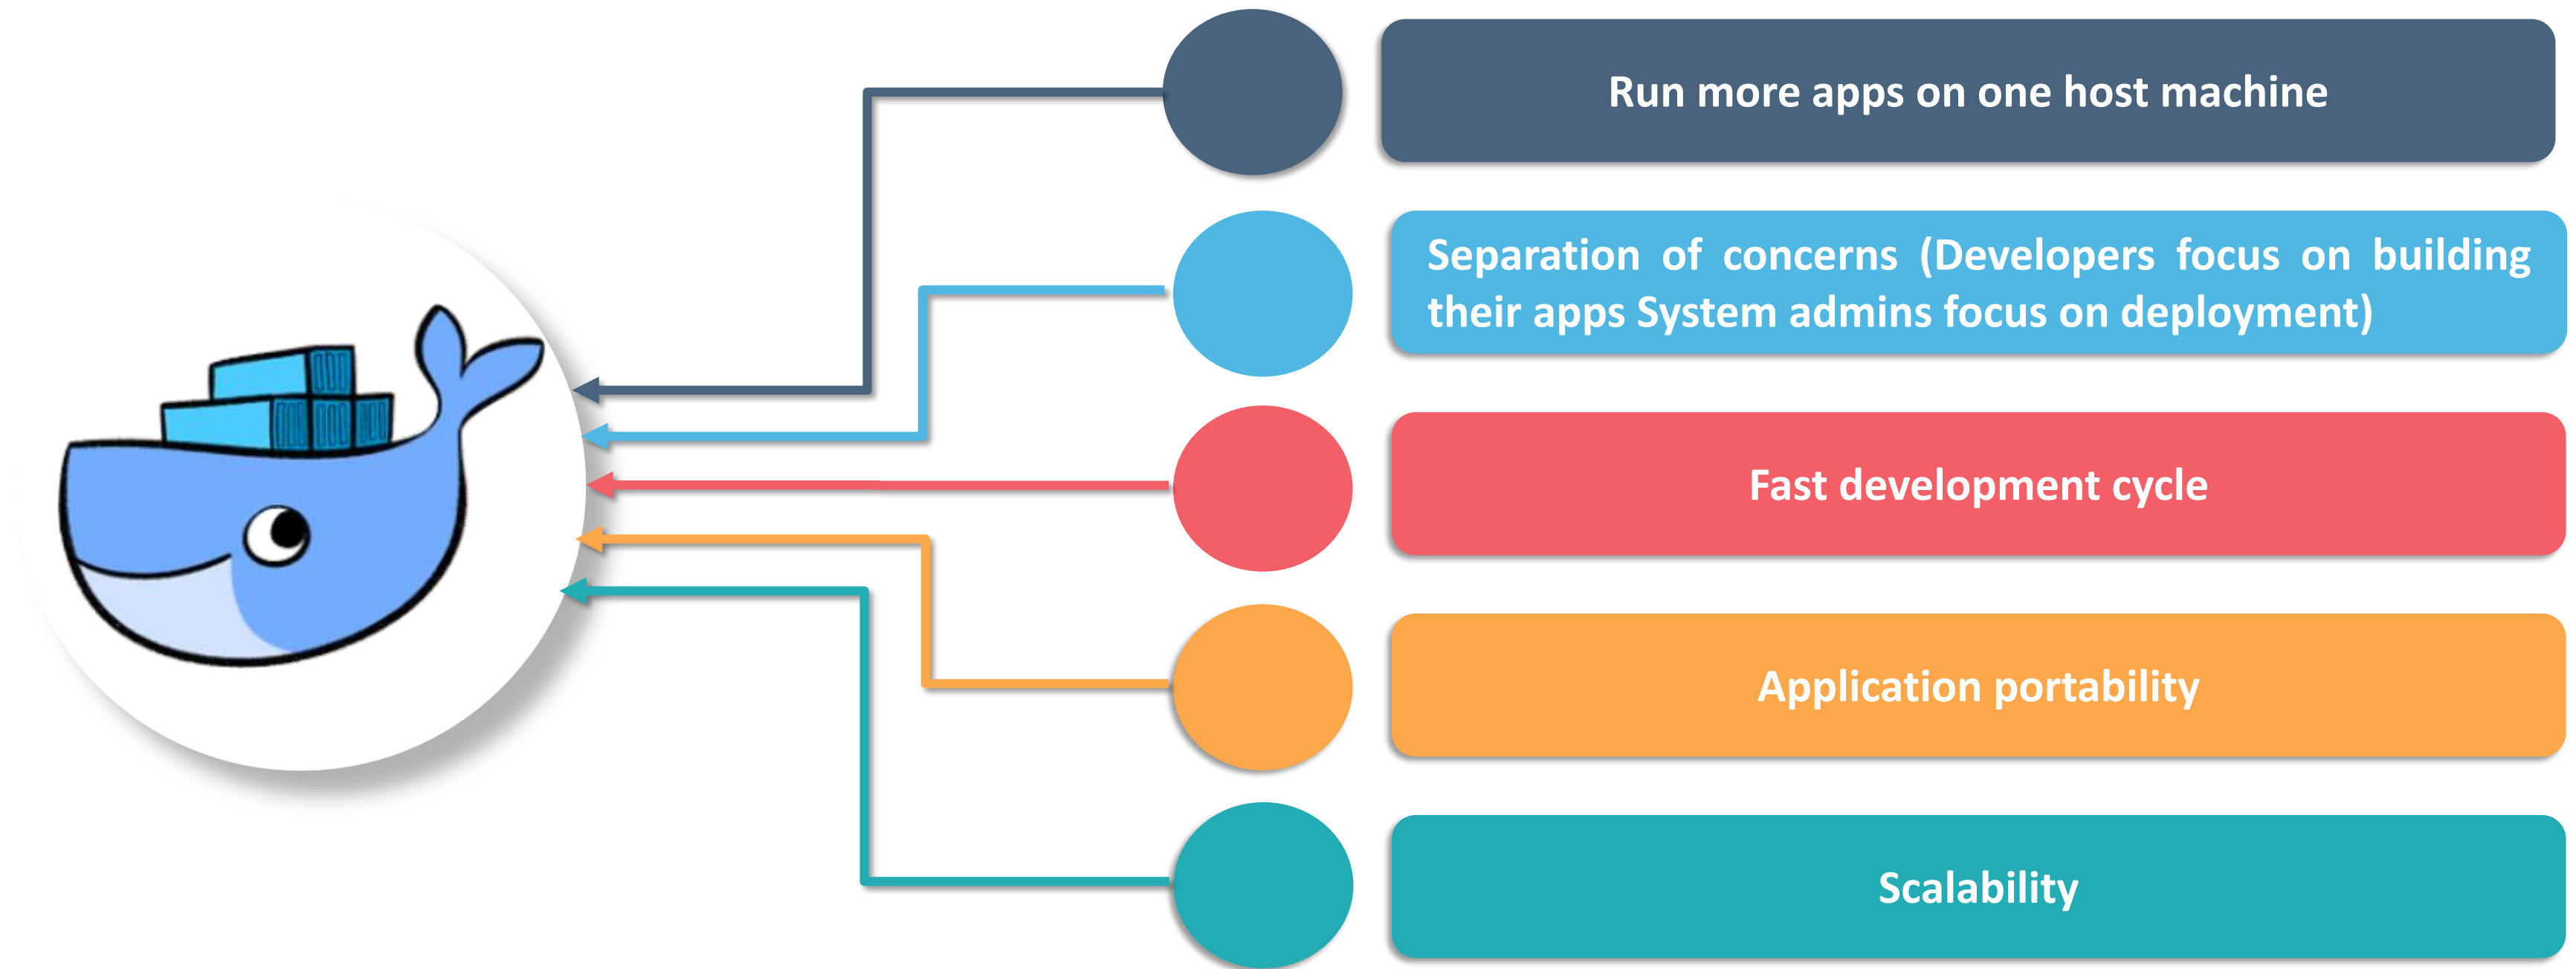 Run more apps on one host machine
Separation of concerns (Developers focus on building
their apps System admins focus on deployment)
Fast development cycle
Application portability
Scalability